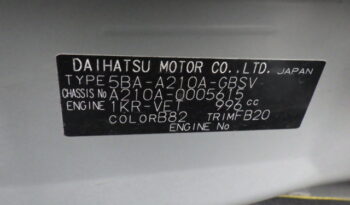 DAIHATSU MOTOR CO.,LTD. JAPAN
TYPE 5BA-A210A-GBSV
CHASSIS NO A210A-0005615
ENGINE 1KR-VET 996 cc
COLOR B82 TRIM FB20
ENGINE No